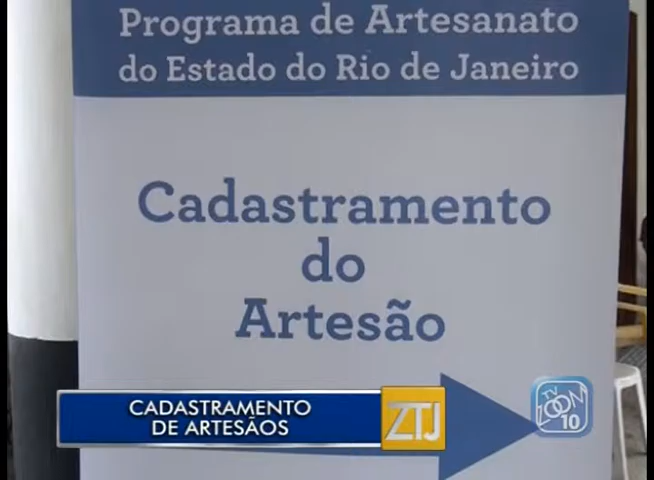 Programa de Artesanato
do Estado do Rio de Janeiro
Cadastramento
do
Artesão
CADASTRAMENTO
DE ARTESÃOS
ZTJ
TV
ZOOM
10